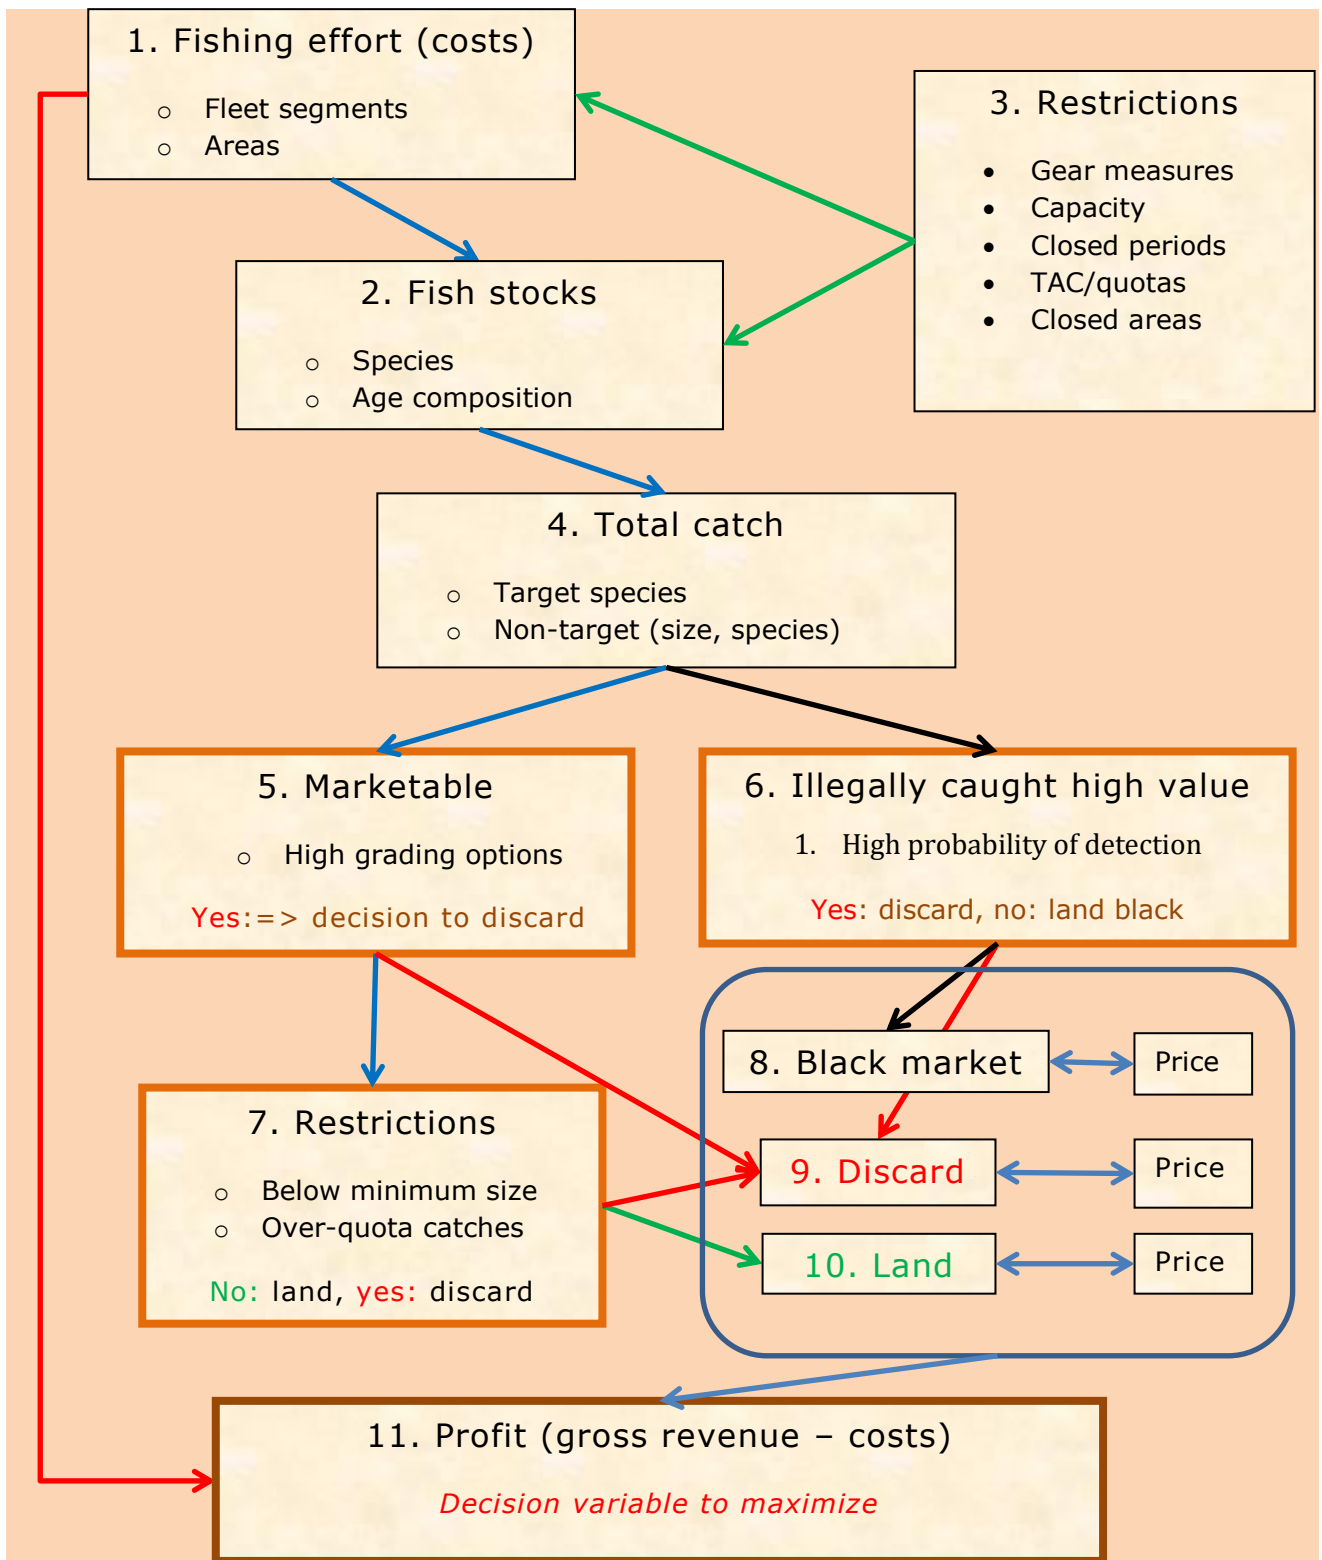 1. Fishing effort (costs)
o Fleet segments
o Areas
3. Restrictions
• Gear measures
• Capacity
• Closed periods
• TAC/quotas
• Closed areas
2. Fish stocks
o Species
o Age composition
4. Total catch
o Target species
o Non-target (size, species)
5. Marketable
o High grading options
Yes:=> decision to discard
6. Illegally caught high value
1. High probability of detection
Yes: discard, no: land black
7. Restrictions
o Below minimum size
o Over-quota catches
No: land, yes: discard
8. Black market
Price
9. Discard
Price
10. Land
Price
11. Profit (gross revenue – costs)
Decision variable to maximize